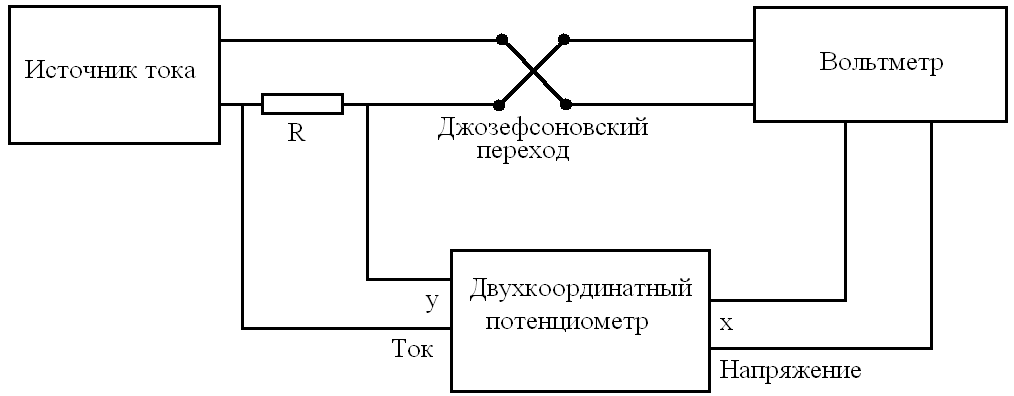 Источник тока
Вольтметр
R
Джозефсоновский
переход
Двухкоординатный
потенциометр
y
x
Ток
Напряжение